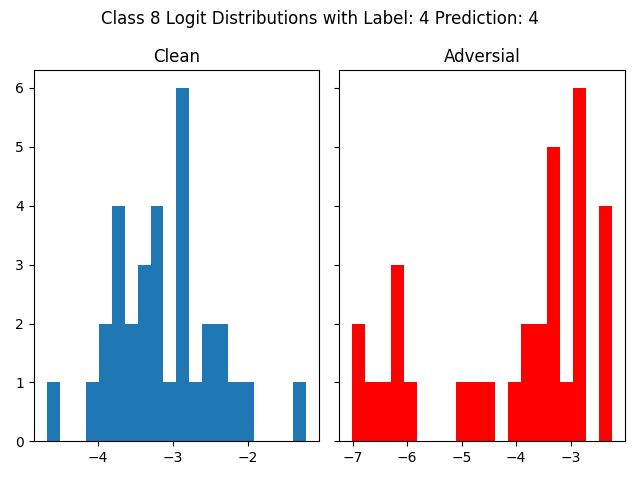 Class 8 Logit Distributions with Label: 4 Prediction: 4
Clean
Adversial
6
5
4
3
2
1
0
−4 −3 −2
−7 −6 −5 −4 −3